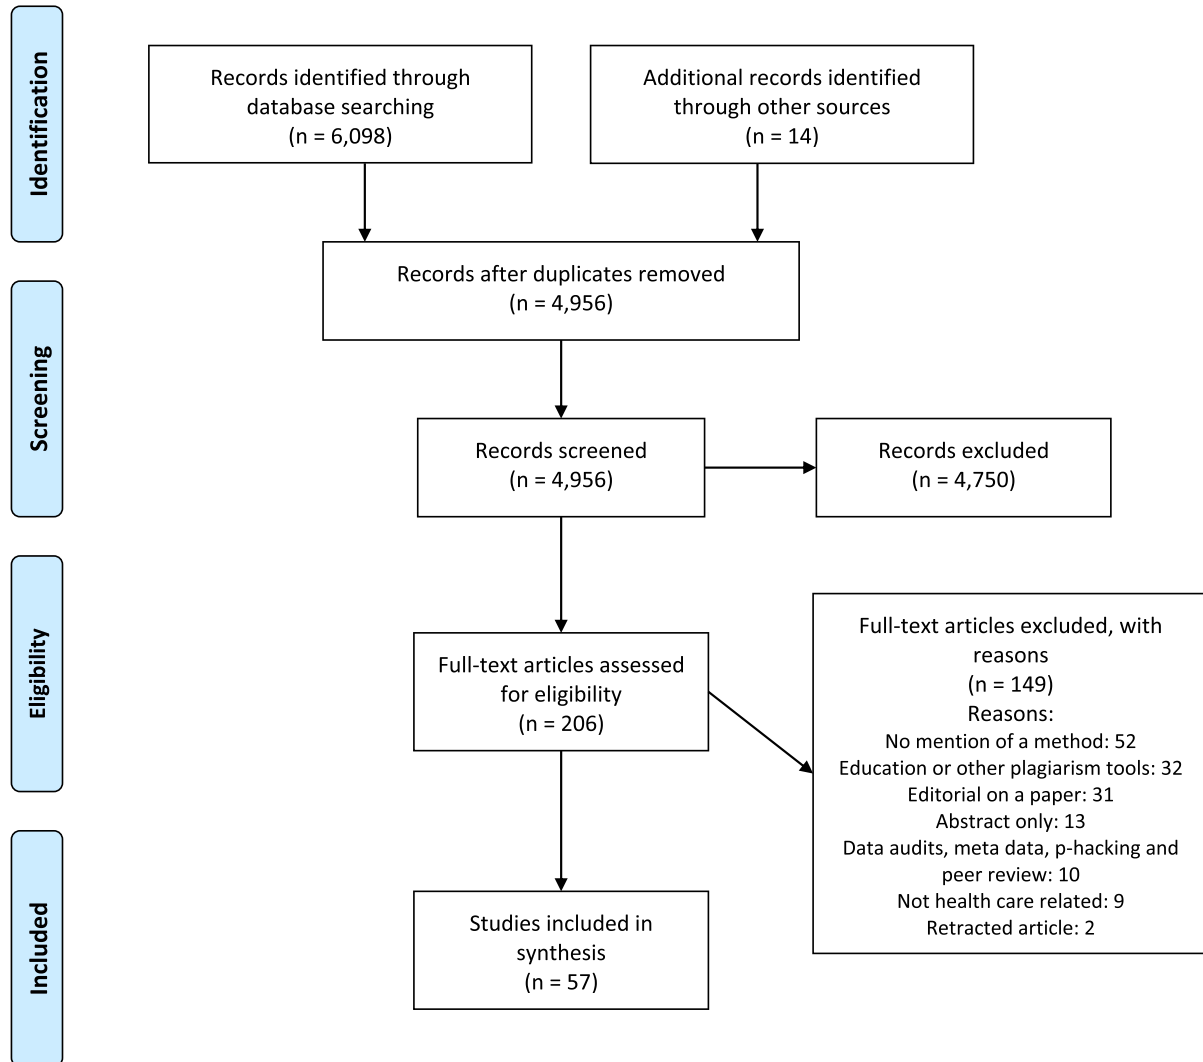 Identification
Records identified through
database searching
(n = 6,098)
Additional records identified
through other sources
(n = 14)
Records after duplicates removed
(n = 4,956)
Screening
Records screened
(n = 4,956)
Records excluded
(n = 4,750)
Eligibility
Full-text articles assessed
for eligibility
(n = 206)
Full-text articles excluded, with
reasons
(n = 149)
Reasons:
No mention of a method: 52
Education or other plagiarism tools: 32
Editorial on a paper: 31
Abstract only: 13
Data audits, meta data, p-hacking and
peer review: 10
Not health care related: 9
Retracted article: 2
Included
Studies included in
synthesis
(n = 57)